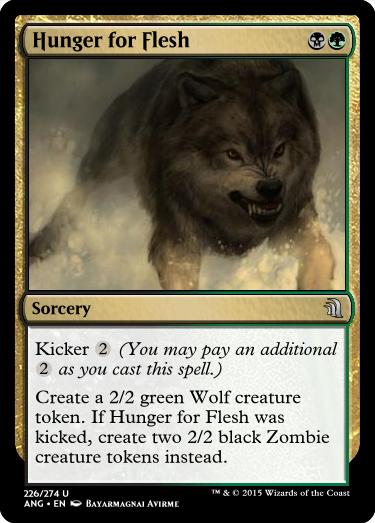 Hunger for Flesh
Sorcery
Kicker 2 (You may pay an additional
2 as you cast this spell.)
Create a 2/2 green Wolf creature
token. If Hunger for Flesh was
kicked, create two 2/2 black Zombie
creature tokens instead.
226/274 U
ANG • EN Bayarmagnai Avirme
™ & © 2015 Wizards of the Coast